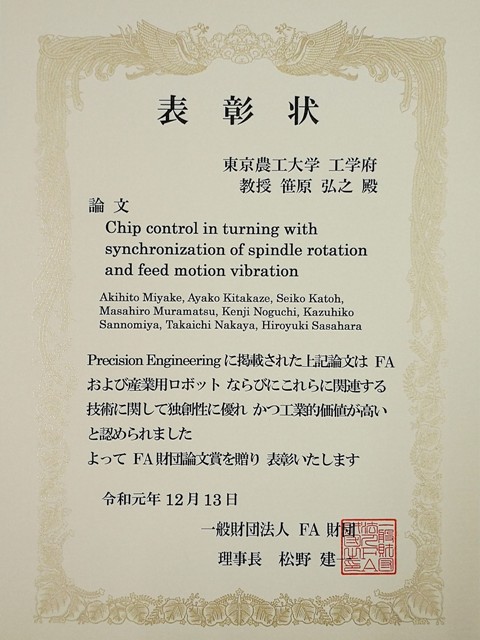 表彰状
東京農工大学 工学府
教授 笹原 弘之 殿
論文
Chip control in turning with
synchronization of spindle rotation
and feed motion vibration
Akihito Miyake, Ayako Kitakaze, Seiko Katoh,
Masahiro Muramatsu, Kenji Noguchi, Kazuhiko
Sannomiya, Takaichi Nakaya, Hiroyuki Sasahara
Precision Engineering に掲載された上記論文は FA
および産業用ロボット ならびにこれらに関連する
技術に関して独創性に優れ かつ工業的価値が高い
と認められました
よって FA財団論文賞を贈り 表彰いたします
令和元年12月13日
一般財団法人 FA財団
理事長 松野 建一